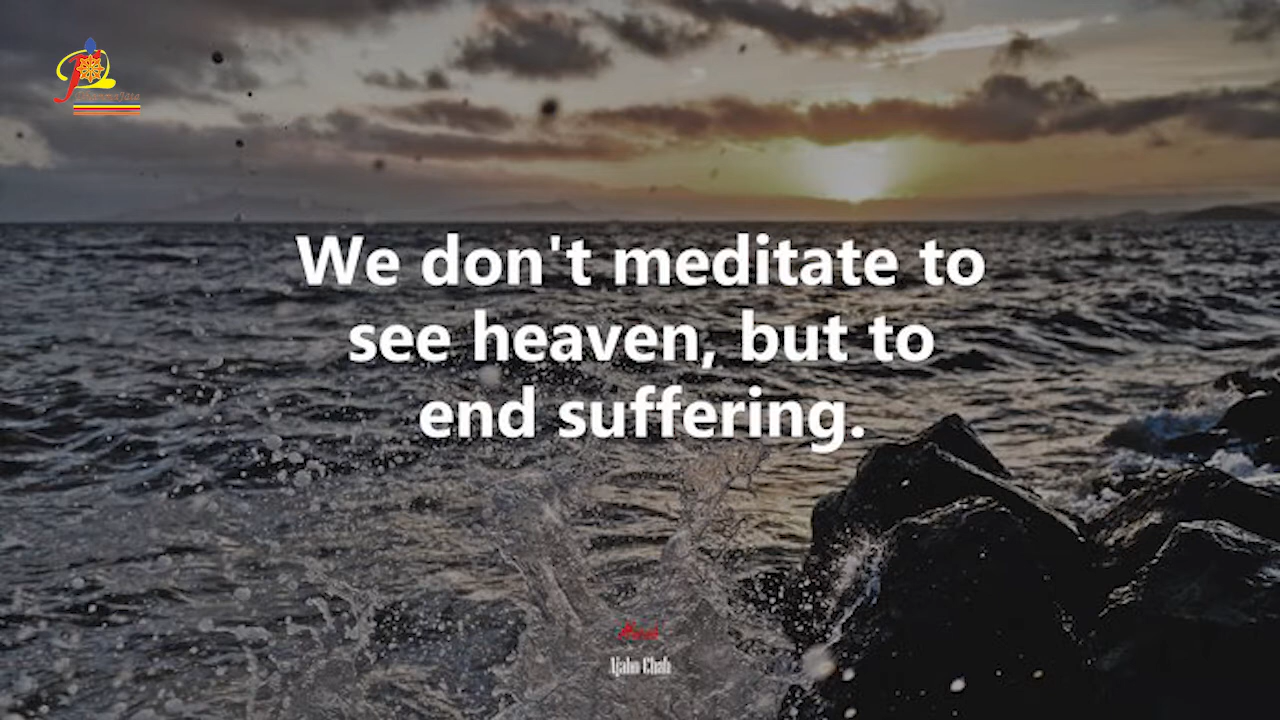 We don't meditate to
see heaven, but to
end suffering.
Ajahn Chah